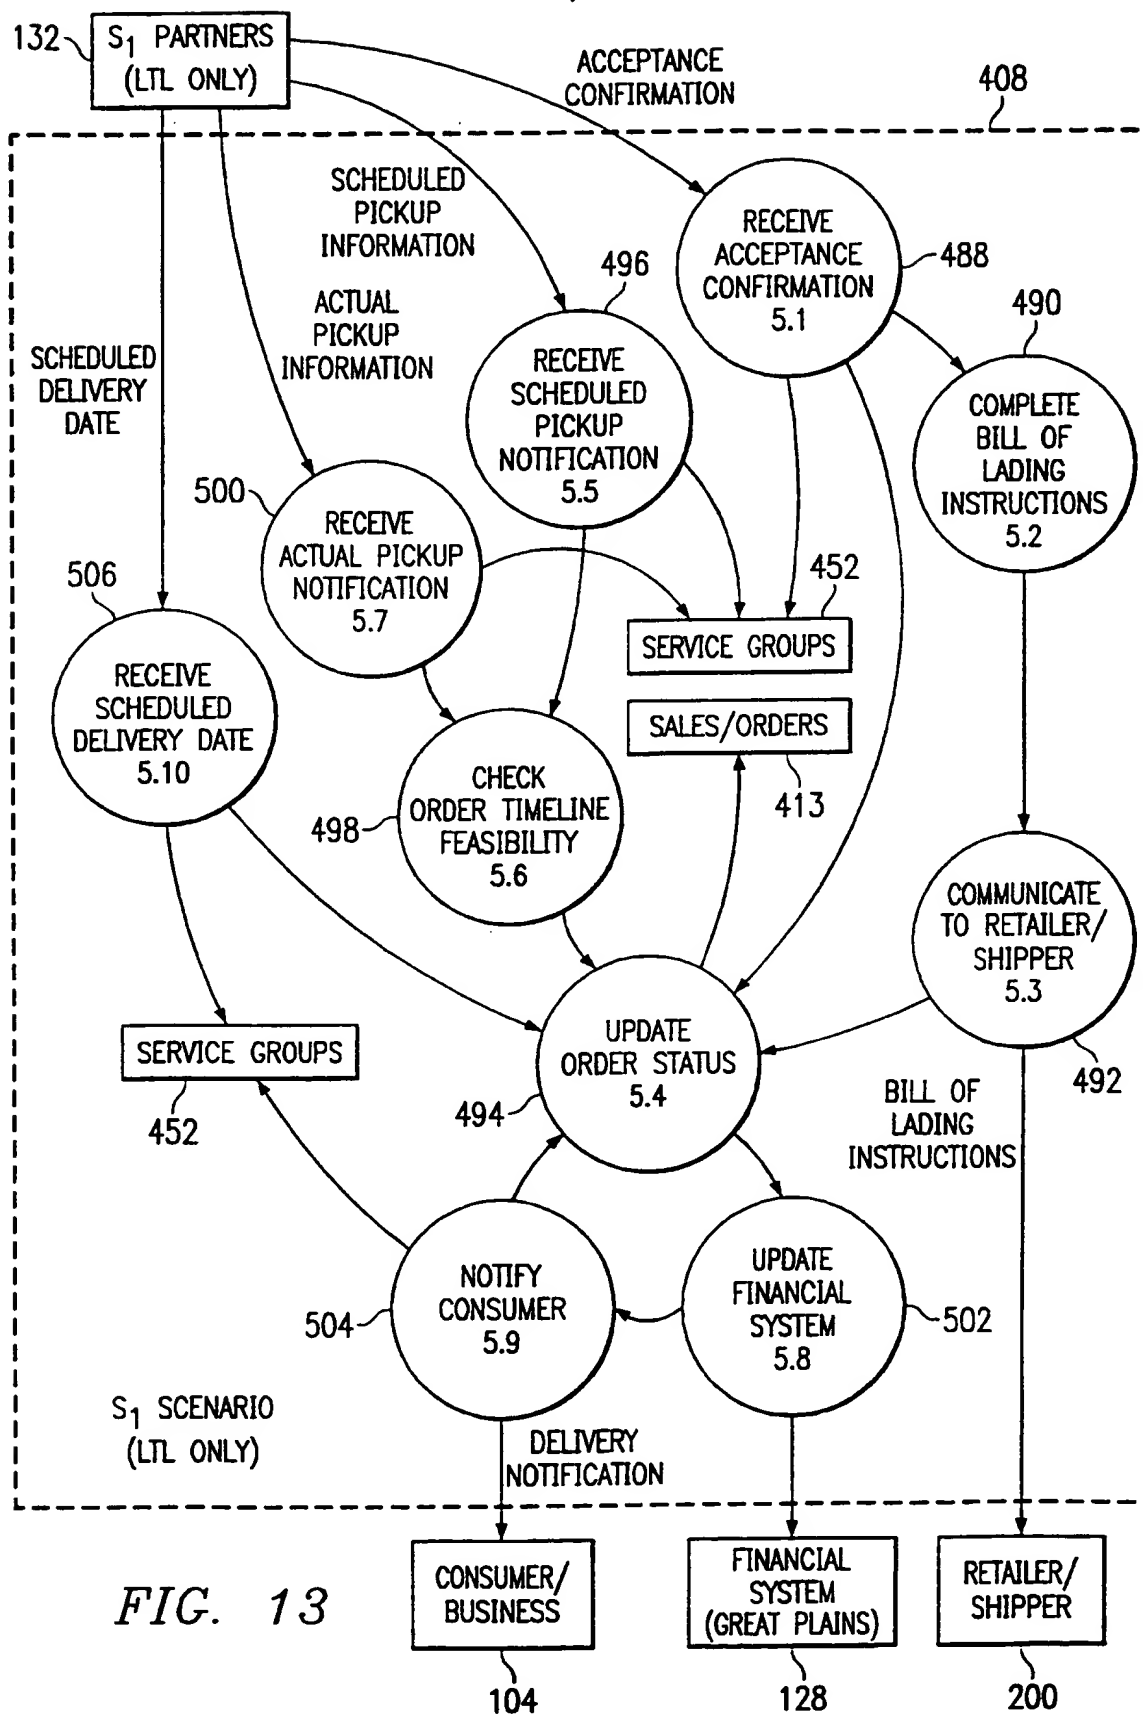 132
S1 PARTNERS
(LTL ONLY)
ACCEPTANCE
CONFIRMATION
408
SCHEDULED
PICKUP
INFORMATION
RECEIVE
ACCEPTANCE
CONFIRMATION
5.1
488
496
490
ACTUAL
PICKUP
INFORMATION
SCHEDULED
DELIVERY
DATE
RECEIVE
SCHEDULED
PICKUP
NOTIFICATION
5.5
COMPLETE
BILL OF
LADING
INSTRUCTIONS
5.2
500
RECEIVE
ACTUAL PICKUP
NOTIFICATION
5.7
506
452
SERVICE GROUPS
RECEIVE
SCHEDULED
DELIVERY DATE
5.10
SALES/ORDERS
413
CHECK
ORDER TIMELINE
FEASIBILITY
5.6
498
COMMUNICATE
TO RETAILER/
SHIPPER
5.3
492
SERVICE GROUPS
452
UPDATE
ORDER STATUS
5.4
494
BILL OF
LADING
INSTRUCTIONS
NOTIFY
CONSUMER
5.9
504
UPDATE
FINANCIAL
SYSTEM
5.8
502
S1 SCENARIO
(LTL ONLY)
DELIVERY
NOTIFICATION
CONSUMER/
BUSINESS
104
FINANCIAL
SYSTEM
(GREAT PLAINS)
128
RETAILER/
SHIPPER
200
FIG. 13